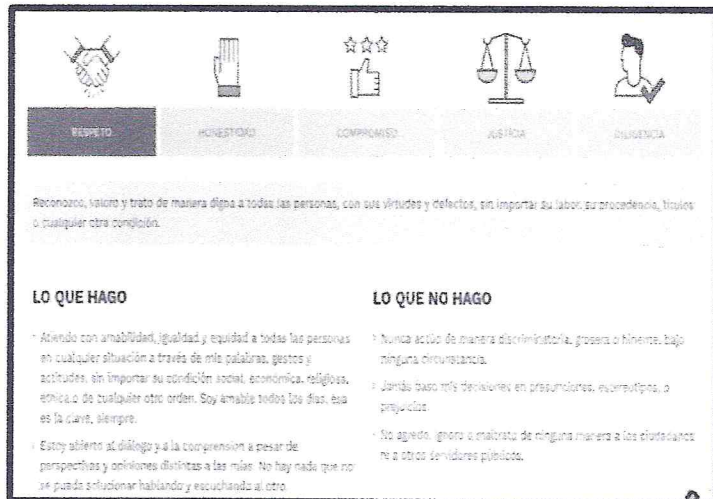 RESPETO
HONESTIDAD
COMPROMISO
JUSTICIA
DILIGENCIA
Reconozco, valoro y trato de manera digna a todas las personas, con sus virtudes y defectos, sin importar su labor, su procedencia, títulos
o cualquier otra condición.
LO QUE HAGO
Atiendo con amabilidad, igualdad y equidad a todas las personas
en cualquier situación a través de mis palabras, gestos y
actitudes, sin importar su condición social, económica, religiosa,
étnica o de cualquier otro orden. Soy amable todos los días, esa
es la clave, siempre.
Estoy abierto al diálogo y a la comprensión a pesar de
perspectivas y opiniones distintas a las mías. No hay nada que no
se pueda solucionar hablando y escuchando al otro.
LO QUE NO HAGO
Nunca actúo de manera discriminatoria, grosera o hiriente, bajo
ninguna circunstancia.
Jamás baso mis decisiones en presunciones, estereotipos, o
prejuicios.
No agredo, ignoro o maltrato de ninguna manera a los ciudadanos
ni a otros servidores públicos.